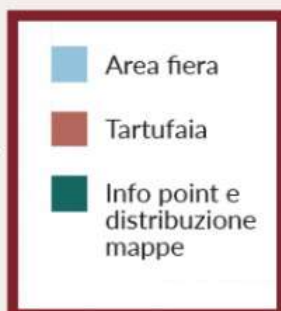 Area fiera
Tartufaia
Info point e
distribuzione
mappe